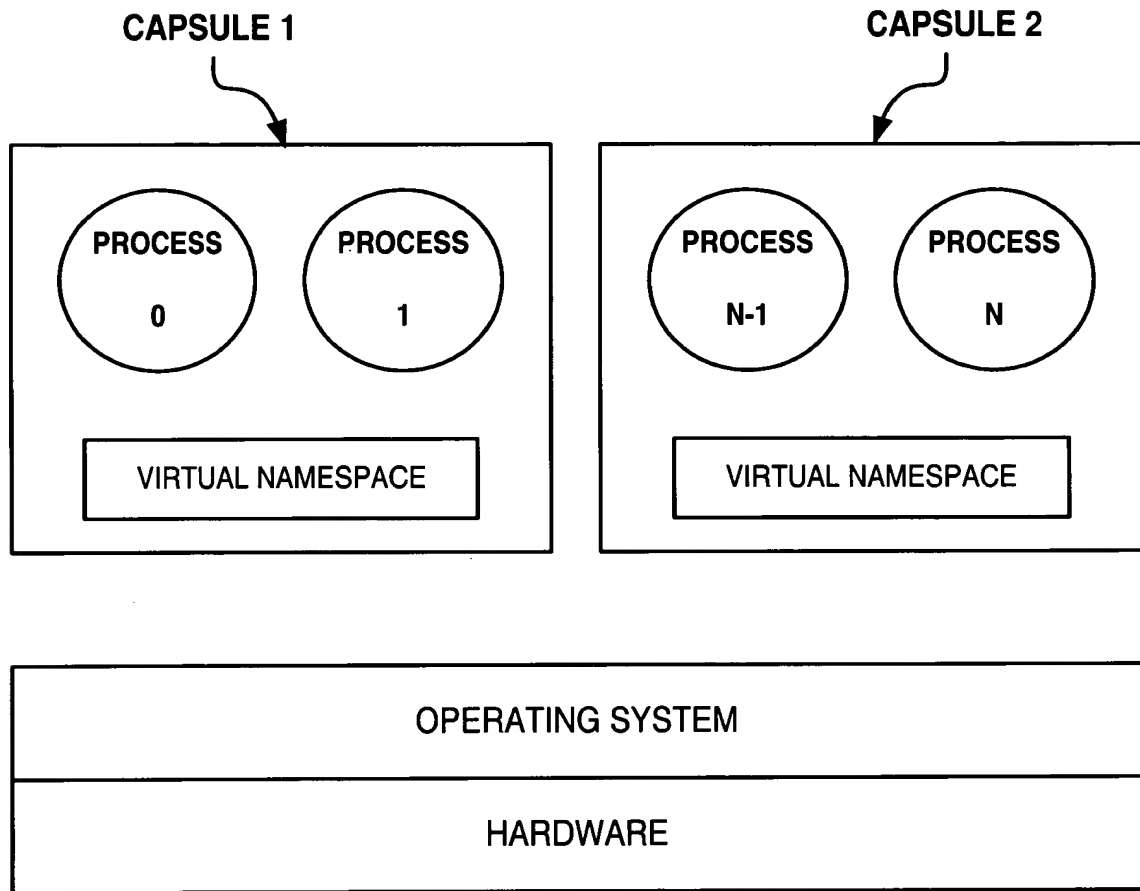 CAPSULE 1
CAPSULE 2
PROCESS
0
PROCESS
1
PROCESS
N-1
PROCESS
N
VIRTUAL NAMESPACE
VIRTUAL NAMESPACE
OPERATING SYSTEM
HARDWARE